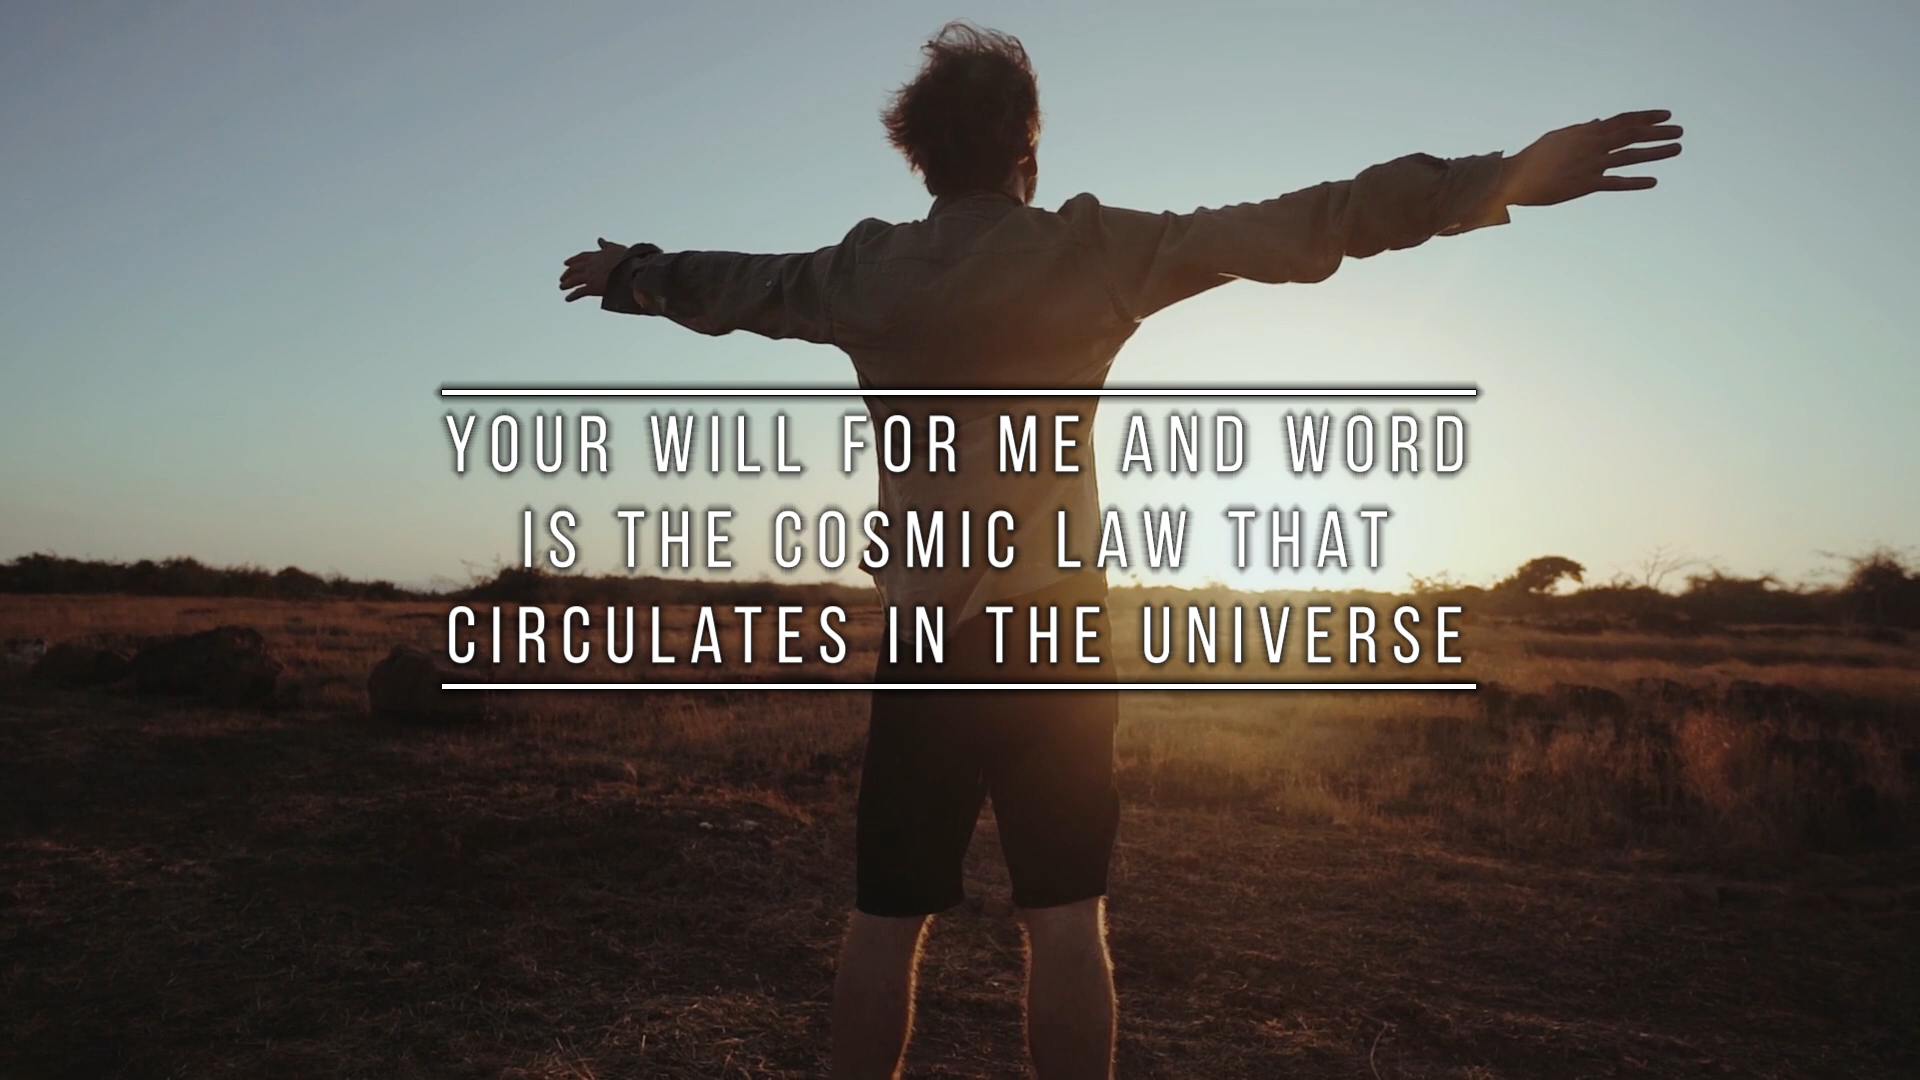 YOUR WILL FOR ME AND WORD
IS THE COSMIC LAW THAT
CIRCULATES IN THE UNIVERSE